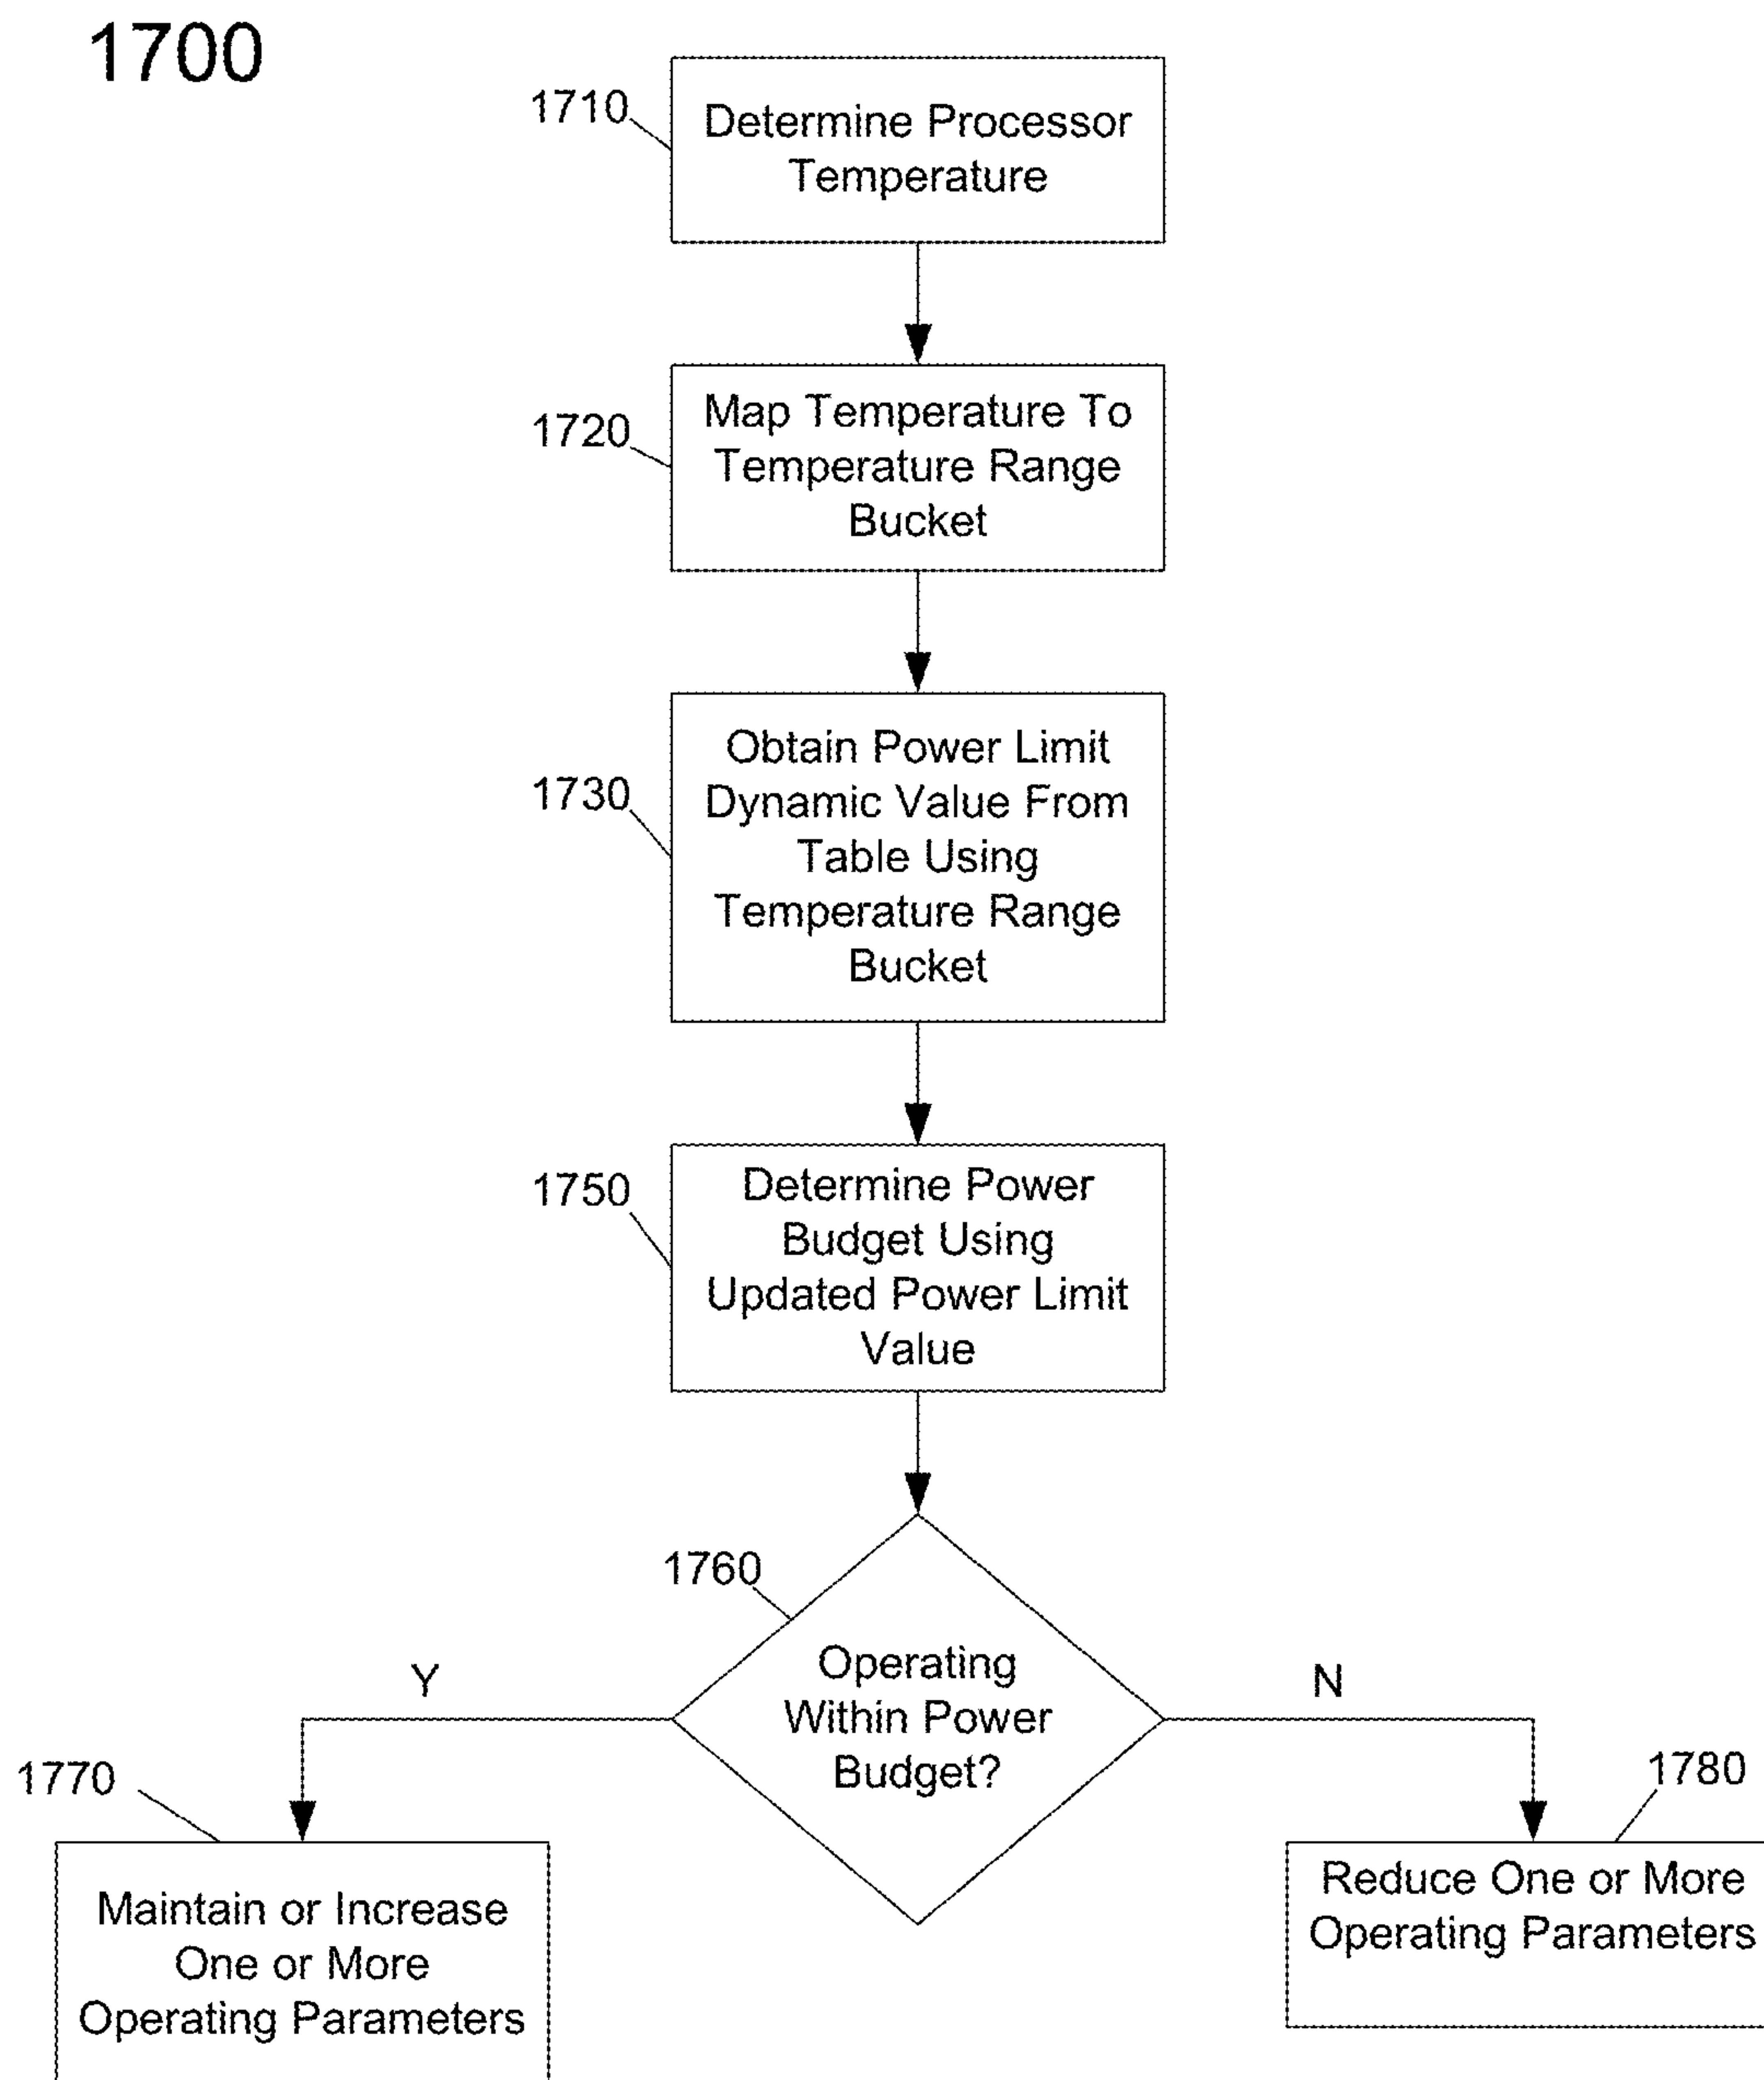 1700
1710
Determine Processor
Temperature
1720
Map Temperature To
Temperature Range
Bucket
1730
Obtain Power Limit
Dynamic Value From
Table Using
Temperature Range
Bucket
1750
Determine Power
Budget Using
Updated Power Limit
Value
1760
Operating
Within Power
Budget?
Y
N
1770
Maintain or Increase
One or More
Operating Parameters
1780
Reduce One or More
Operating Parameters